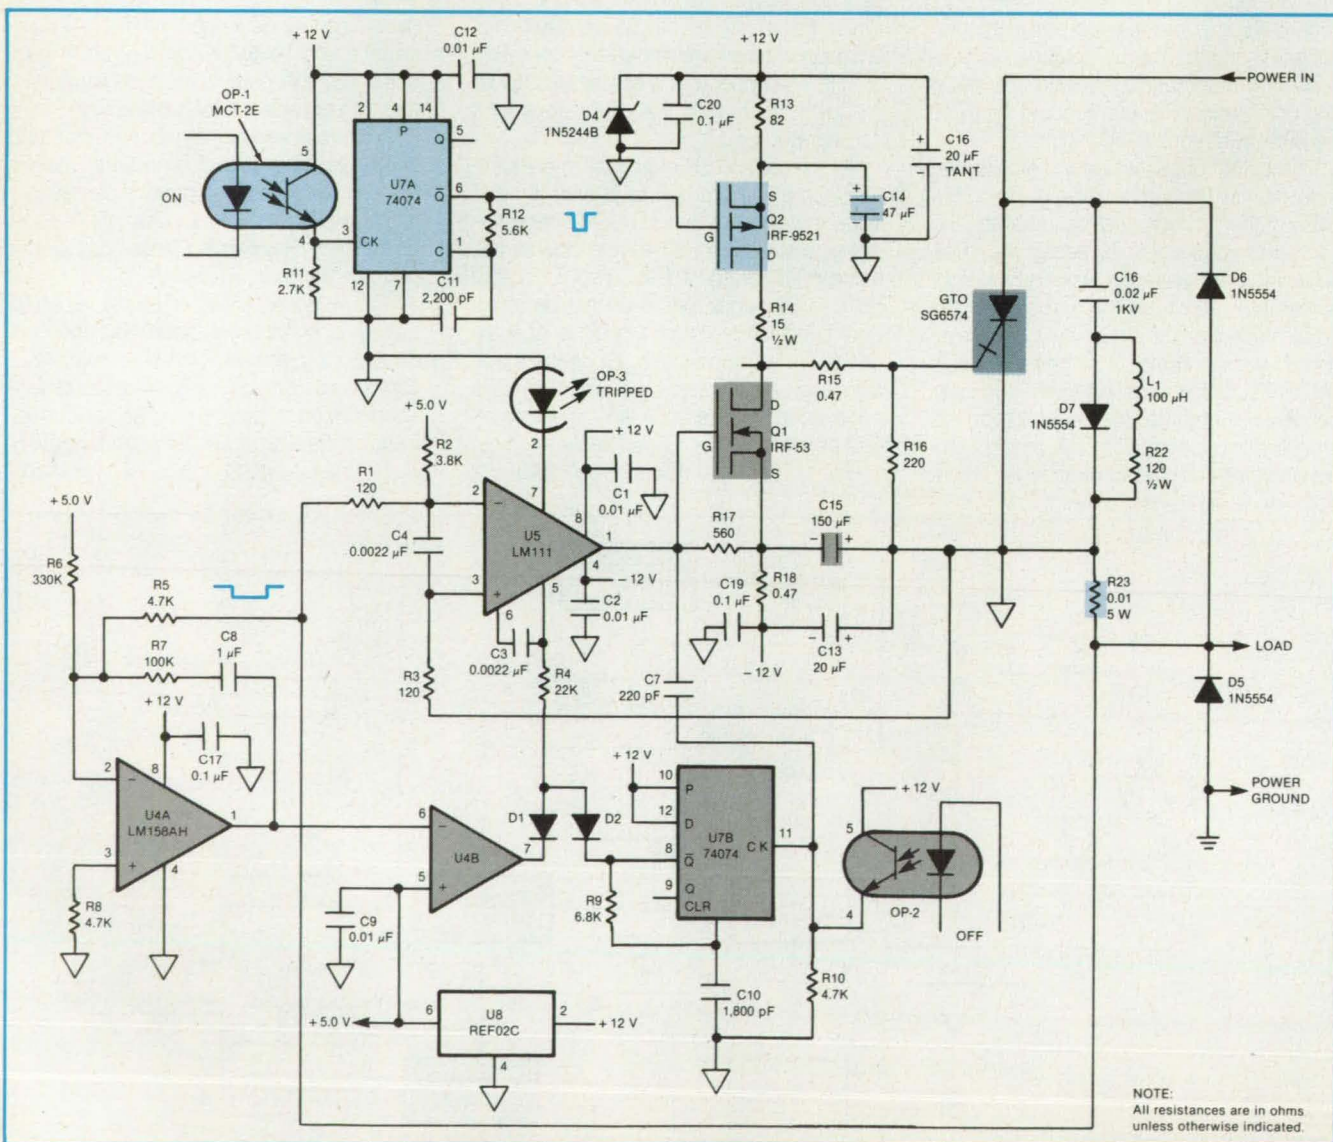 + 12 V
C12
0.01 µF
OP-1
MCT-2E
2
4
14
P
Q
5
5
U7A
74074
Q̄
6
ON
4
3
CK
C
1
R12
5.6K
R11
2.7K
12
7
C11
2,200 pF
+ 12 V
D4
1N5244B
C20
0.1 µF
R13
82
+
C16
20 µF
TANT
−
S
Q2
IRF-9521
G
D
+
C14
47 µF
−
POWER IN
GTO
SG6574
C16
0.02 µF
1KV
D6
1N5554
L1
100 µH
D7
1N5554
R22
120
½W
R14
15
½ W
R15
0.47
D
Q1
IRF-53
G
S
R16
220
OP-3
TRIPPED
2
+ 12 V
C1
0.01 µF
+ 5.0 V
R2
3.8K
R1
120
2
−
7
8
U5
LM111
1
4
3
+
5
6
C4
0.0022 µF
− 12 V
C2
0.01 µF
C3
0.0022 µF
R3
120
R4
22K
R17
560
C15
150 µF
−
+
R18
0.47
C19
0.1 µF
−
+
C13
20 µF
− 12 V
C7
220 pF
R23
0.01
5 W
LOAD
D5
1N5554
POWER
GROUND
+ 5.0 V
R6
330K
R5
4.7K
R7
100K
C8
1 µF
+ 12 V
C17
0.1 µF
2
−
8
U4A
LM158AH
1
3
+
4
R8
4.7K
6
−
U4B
7
5
+
C9
0.01 µF
D1
D2
+ 12 V
10
P
12
D
U7B
74074
CK
11
8
Q̄
9
Q
CLR
R9
6.8K
C10
1,800 pF
R10
4.7K
+ 12 V
5
4
OP-2
OFF
+ 5.0 V
6
U8
REF02C
2
+ 12 V
4
NOTE:
All resistances are in ohms
unless otherwise indicated.